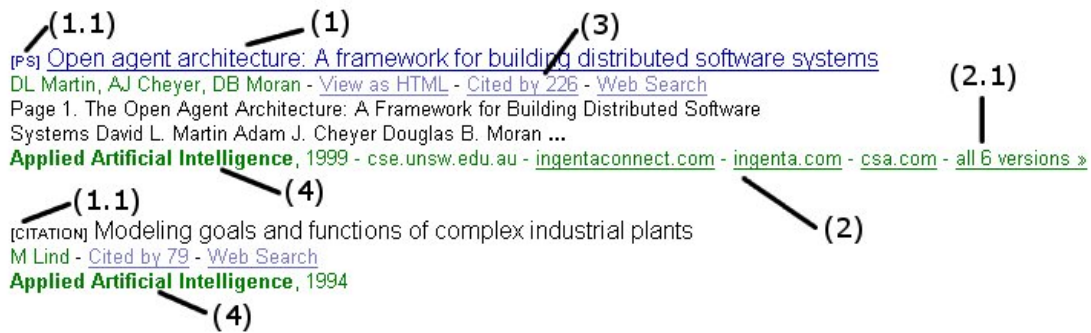 (1.1) (1) (3)
[PS] Open agent architecture: A framework for building distributed software systems
DL Martin, AJ Cheyer, DB Moran - View as HTML - Cited by 226 - Web Search
(2.1)
Page 1. The Open Agent Architecture: A Framework for Building Distributed Software
Systems David L. Martin Adam J. Cheyer Douglas B. Moran ...
Applied Artificial Intelligence, 1999 - cse.unsw.edu.au - ingentaconnect.com - ingenta.com - csa.com - all 6 versions »
(1.1) (4) (2)
[CITATION] Modeling goals and functions of complex industrial plants
M Lind - Cited by 79 - Web Search
Applied Artificial Intelligence, 1994
(4)